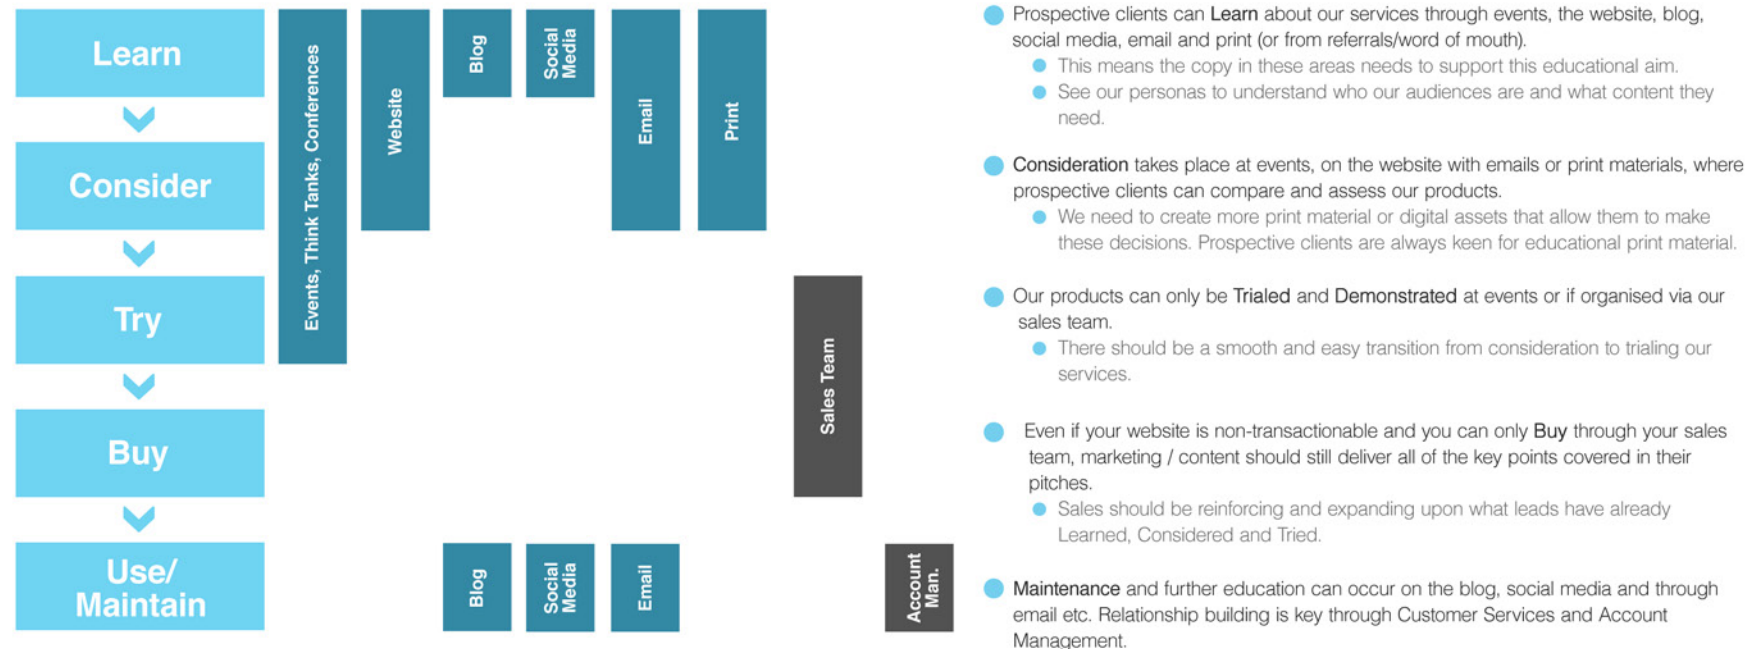 Learn
Consider
Try
Buy
Use/
Maintain
Events, Think Tanks, Conferences
Website
Blog
Social
Media
Email
Print
Sales Team
Blog
Social
Media
Email
Account
Man.
Prospective clients can Learn about our services through events, the website, blog,
social media, email and print (or from referrals/word of mouth).
This means the copy in these areas needs to support this educational aim.
See our personas to understand who our audiences are and what content they
need.
Consideration takes place at events, on the website with emails or print materials, where
prospective clients can compare and assess our products.
We need to create more print material or digital assets that allow them to make
these decisions. Prospective clients are always keen for educational print material.
Our products can only be Trialed and Demonstrated at events or if organised via our
sales team.
There should be a smooth and easy transition from consideration to trialing our
services.
Even if your website is non-transactionable and you can only Buy through your sales
team, marketing / content should still deliver all of the key points covered in their
pitches.
Sales should be reinforcing and expanding upon what leads have already
Learned, Considered and Tried.
Maintenance and further education can occur on the blog, social media and through
email etc. Relationship building is key through Customer Services and Account
Management.